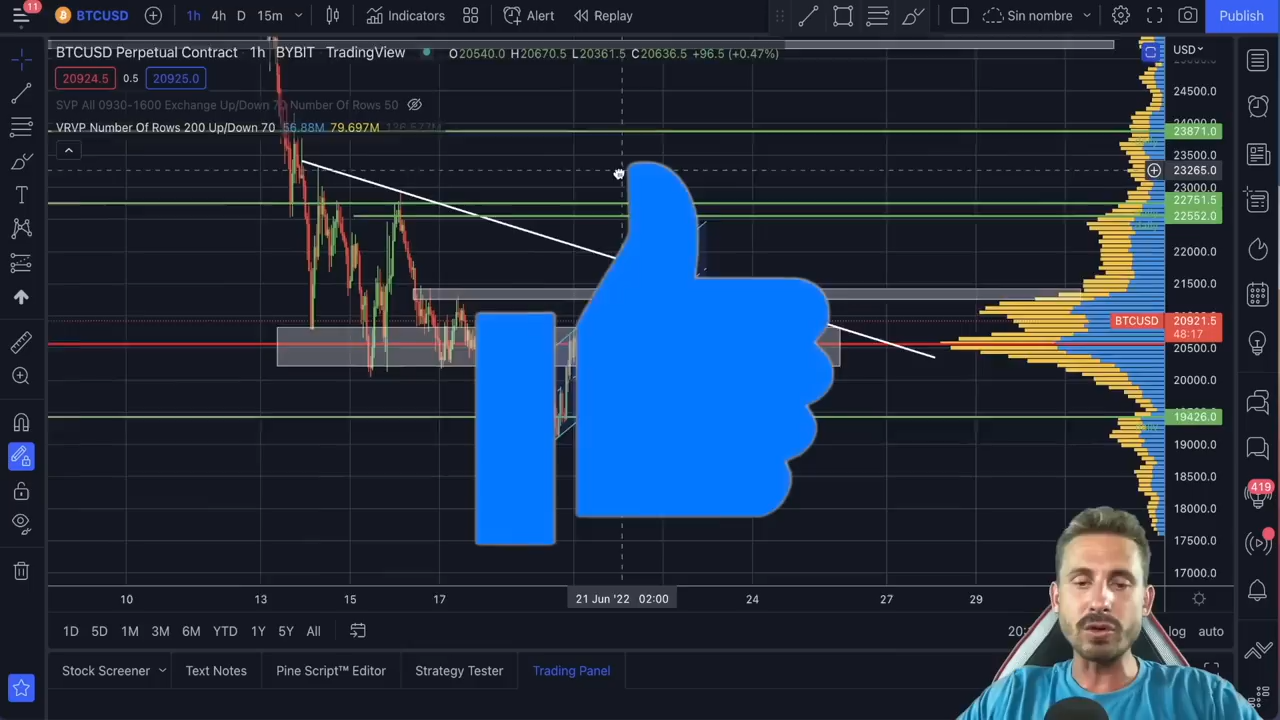 11
BTCUSD
1h 4h D 15m
Indicators
Alert
Replay
Sin nombre
Publish
BTCUSD Perpetual Contract · 1h · BYBIT · TradingView
H20670.5
C20636.5 +96.5 (+0.47%)
USD
20924.5 0.5 20925.0
SVP All 0930-1600 Exchange Up/Down 70 Number Of Rows 50
VRVP Number Of Rows 200 Up/Down 70 56.88M 79.697M
24500.0
23871.0
23500.0
23265.0
23000.0
22751.5
22552.0
22000.0
21500.0
BTCUSD 20921.5
48:17
20500.0
20000.0
19426.0
19000.0
18500.0
18000.0
17500.0
17000.0
419
10 13 15 17 21 Jun '22 02:00 24 27 29
1D 5D 1M 3M 6M YTD 1Y 5Y All
log auto
Stock Screener Text Notes Pine Script™ Editor Strategy Tester Trading Panel